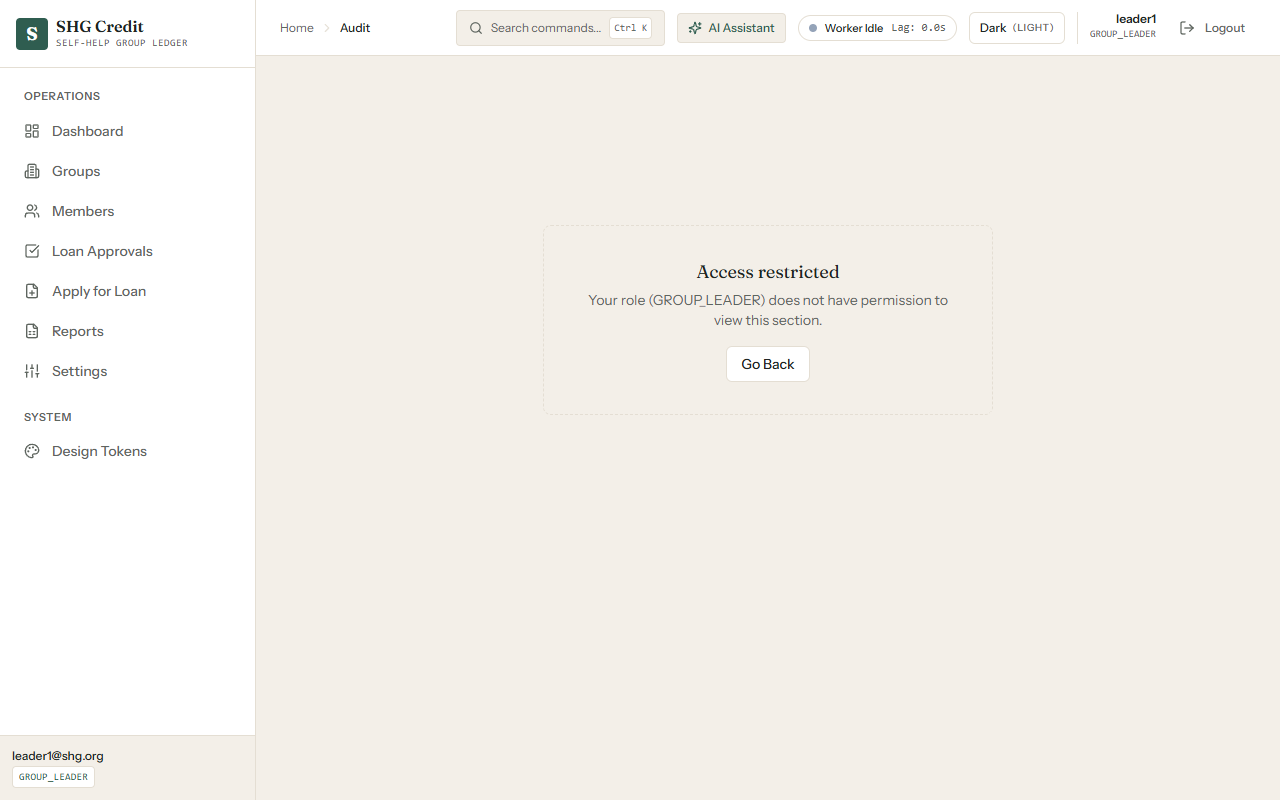 SHG Credit
SELF-HELP GROUP LEDGER
OPERATIONS
Dashboard
Groups
Members
Loan Approvals
Apply for Loan
Reports
Settings
SYSTEM
Design Tokens
leader1@shg.org
GROUP_LEADER
Home
Audit
Search commands...
Ctrl K
AI Assistant
Worker Idle
Lag: 0.0s
Dark (LIGHT)
leader1
GROUP_LEADER
Logout
Access restricted
Your role (GROUP_LEADER) does not have permission to
view this section.
Go Back
S